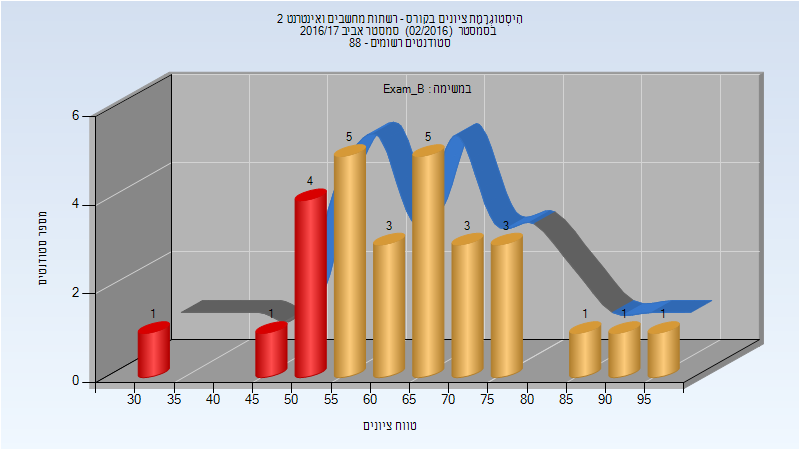 היסטוגרמת ציונים בקורס - רשתות מחשבים ואינטרנט 2
בסמסטר (02/2016) סמסטר אביב 2016/17
סטודנטים רשומים - 88
במשימה : Exam_B
מספר סטודנטים
6
4
2
0
1
1
4
5
3
5
3
3
1
1
1
30 35 40 45 50 55 60 65 70 75 80 85 90 95
טווח ציונים